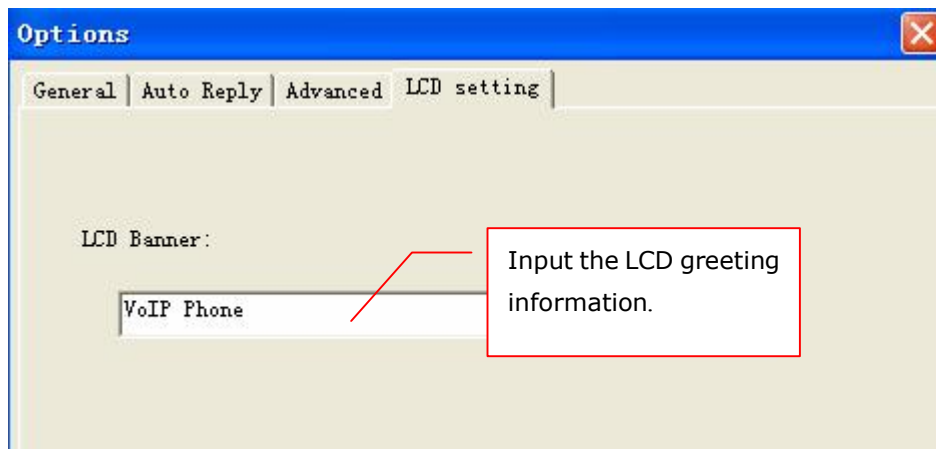 Options
General Auto Reply Advanced LCD setting
LCD Banner:
Input the LCD greeting
information.
VoIP Phone